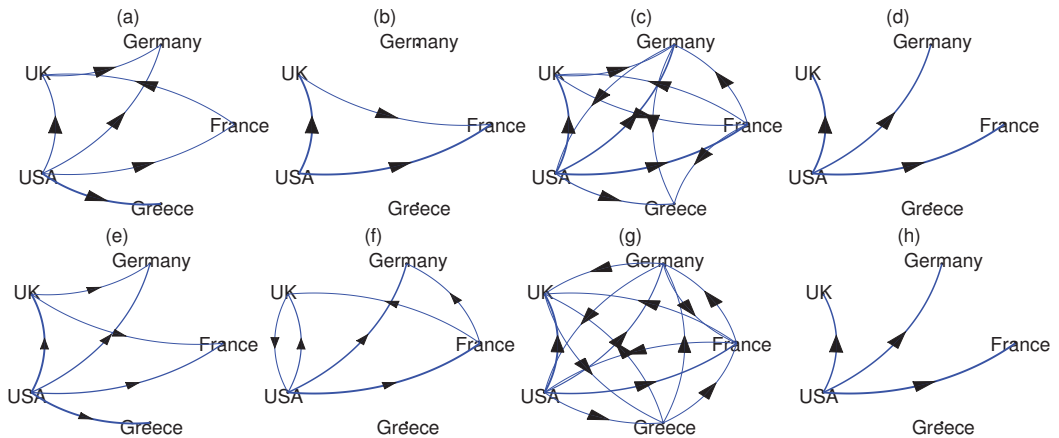 (a) (b) (c) (d)
Germany Germany Germany Germany
UK UK UK UK
France France France France
USA USA USA USA
Greece Greece Greece Greece
(e) (f) (g) (h)
Germany Germany Germany Germany
UK UK UK UK
France France France France
USA USA USA USA
Greece Greece Greece Greece